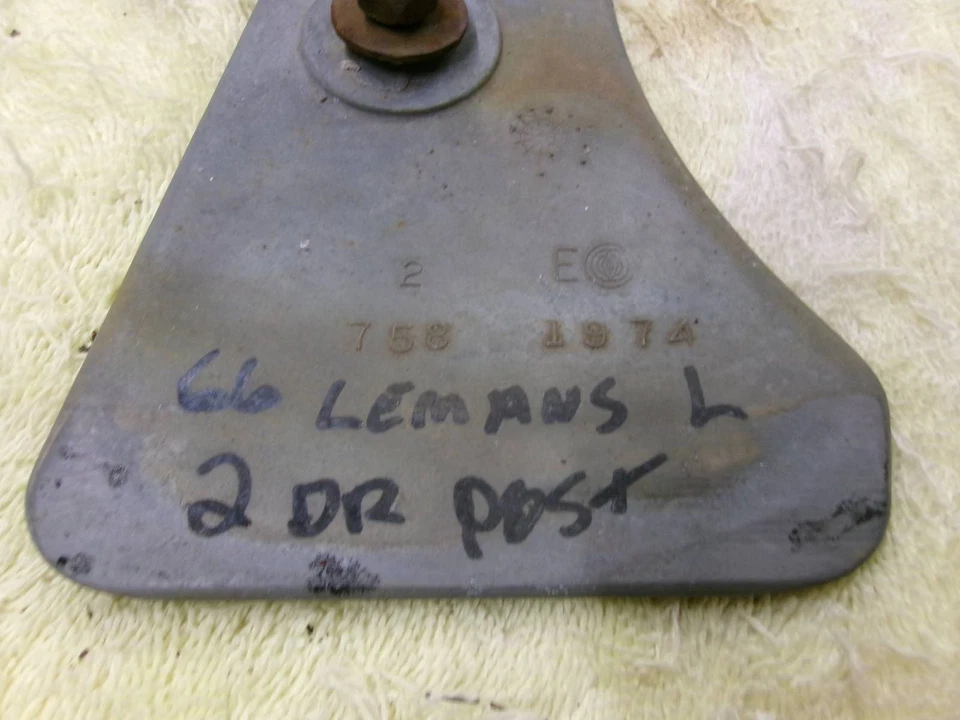 2 E
758 1974
66 LEMANS L
2 DR post